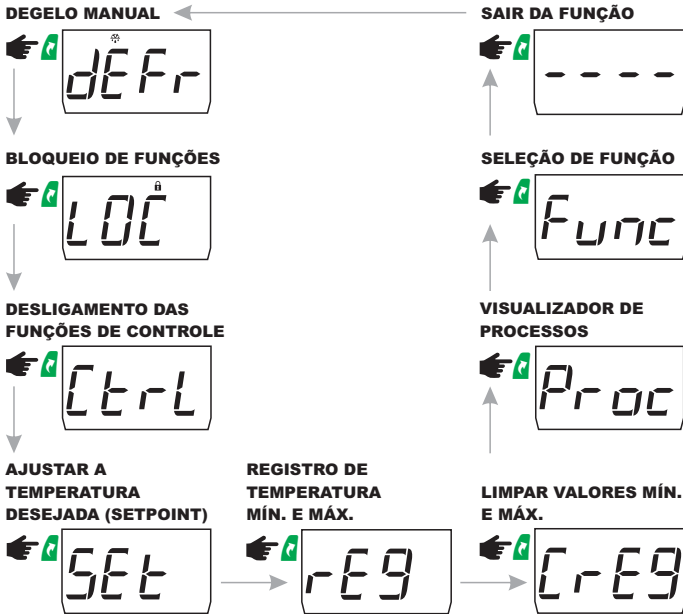 DEGELO MANUAL
dEFr
BLOQUEIO DE FUNÇÕES
LOC
DESLIGAMENTO DAS
FUNÇÕES DE CONTROLE
CtrL
AJUSTAR A
TEMPERATURA
DESEJADA (SETPOINT)
SEt
REGISTRO DE
TEMPERATURA
MÍN. E MÁX.
rEg
LIMPAR VALORES MÍN.
E MÁX.
CrEg
VISUALIZADOR DE
PROCESSOS
Proc
SELEÇÃO DE FUNÇÃO
Func
SAIR DA FUNÇÃO
- - - -